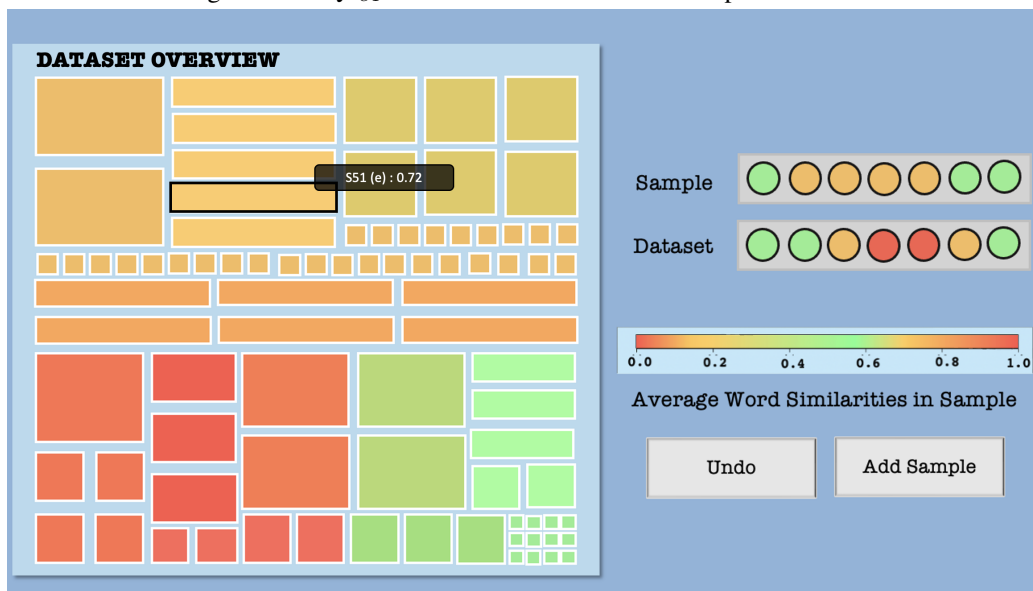 DATASET OVERVIEW
S51 (e) : 0.72
Sample
Dataset
0.0 0.2 0.4 0.6 0.8 1.0
Average Word Similarities in Sample
Undo
Add Sample